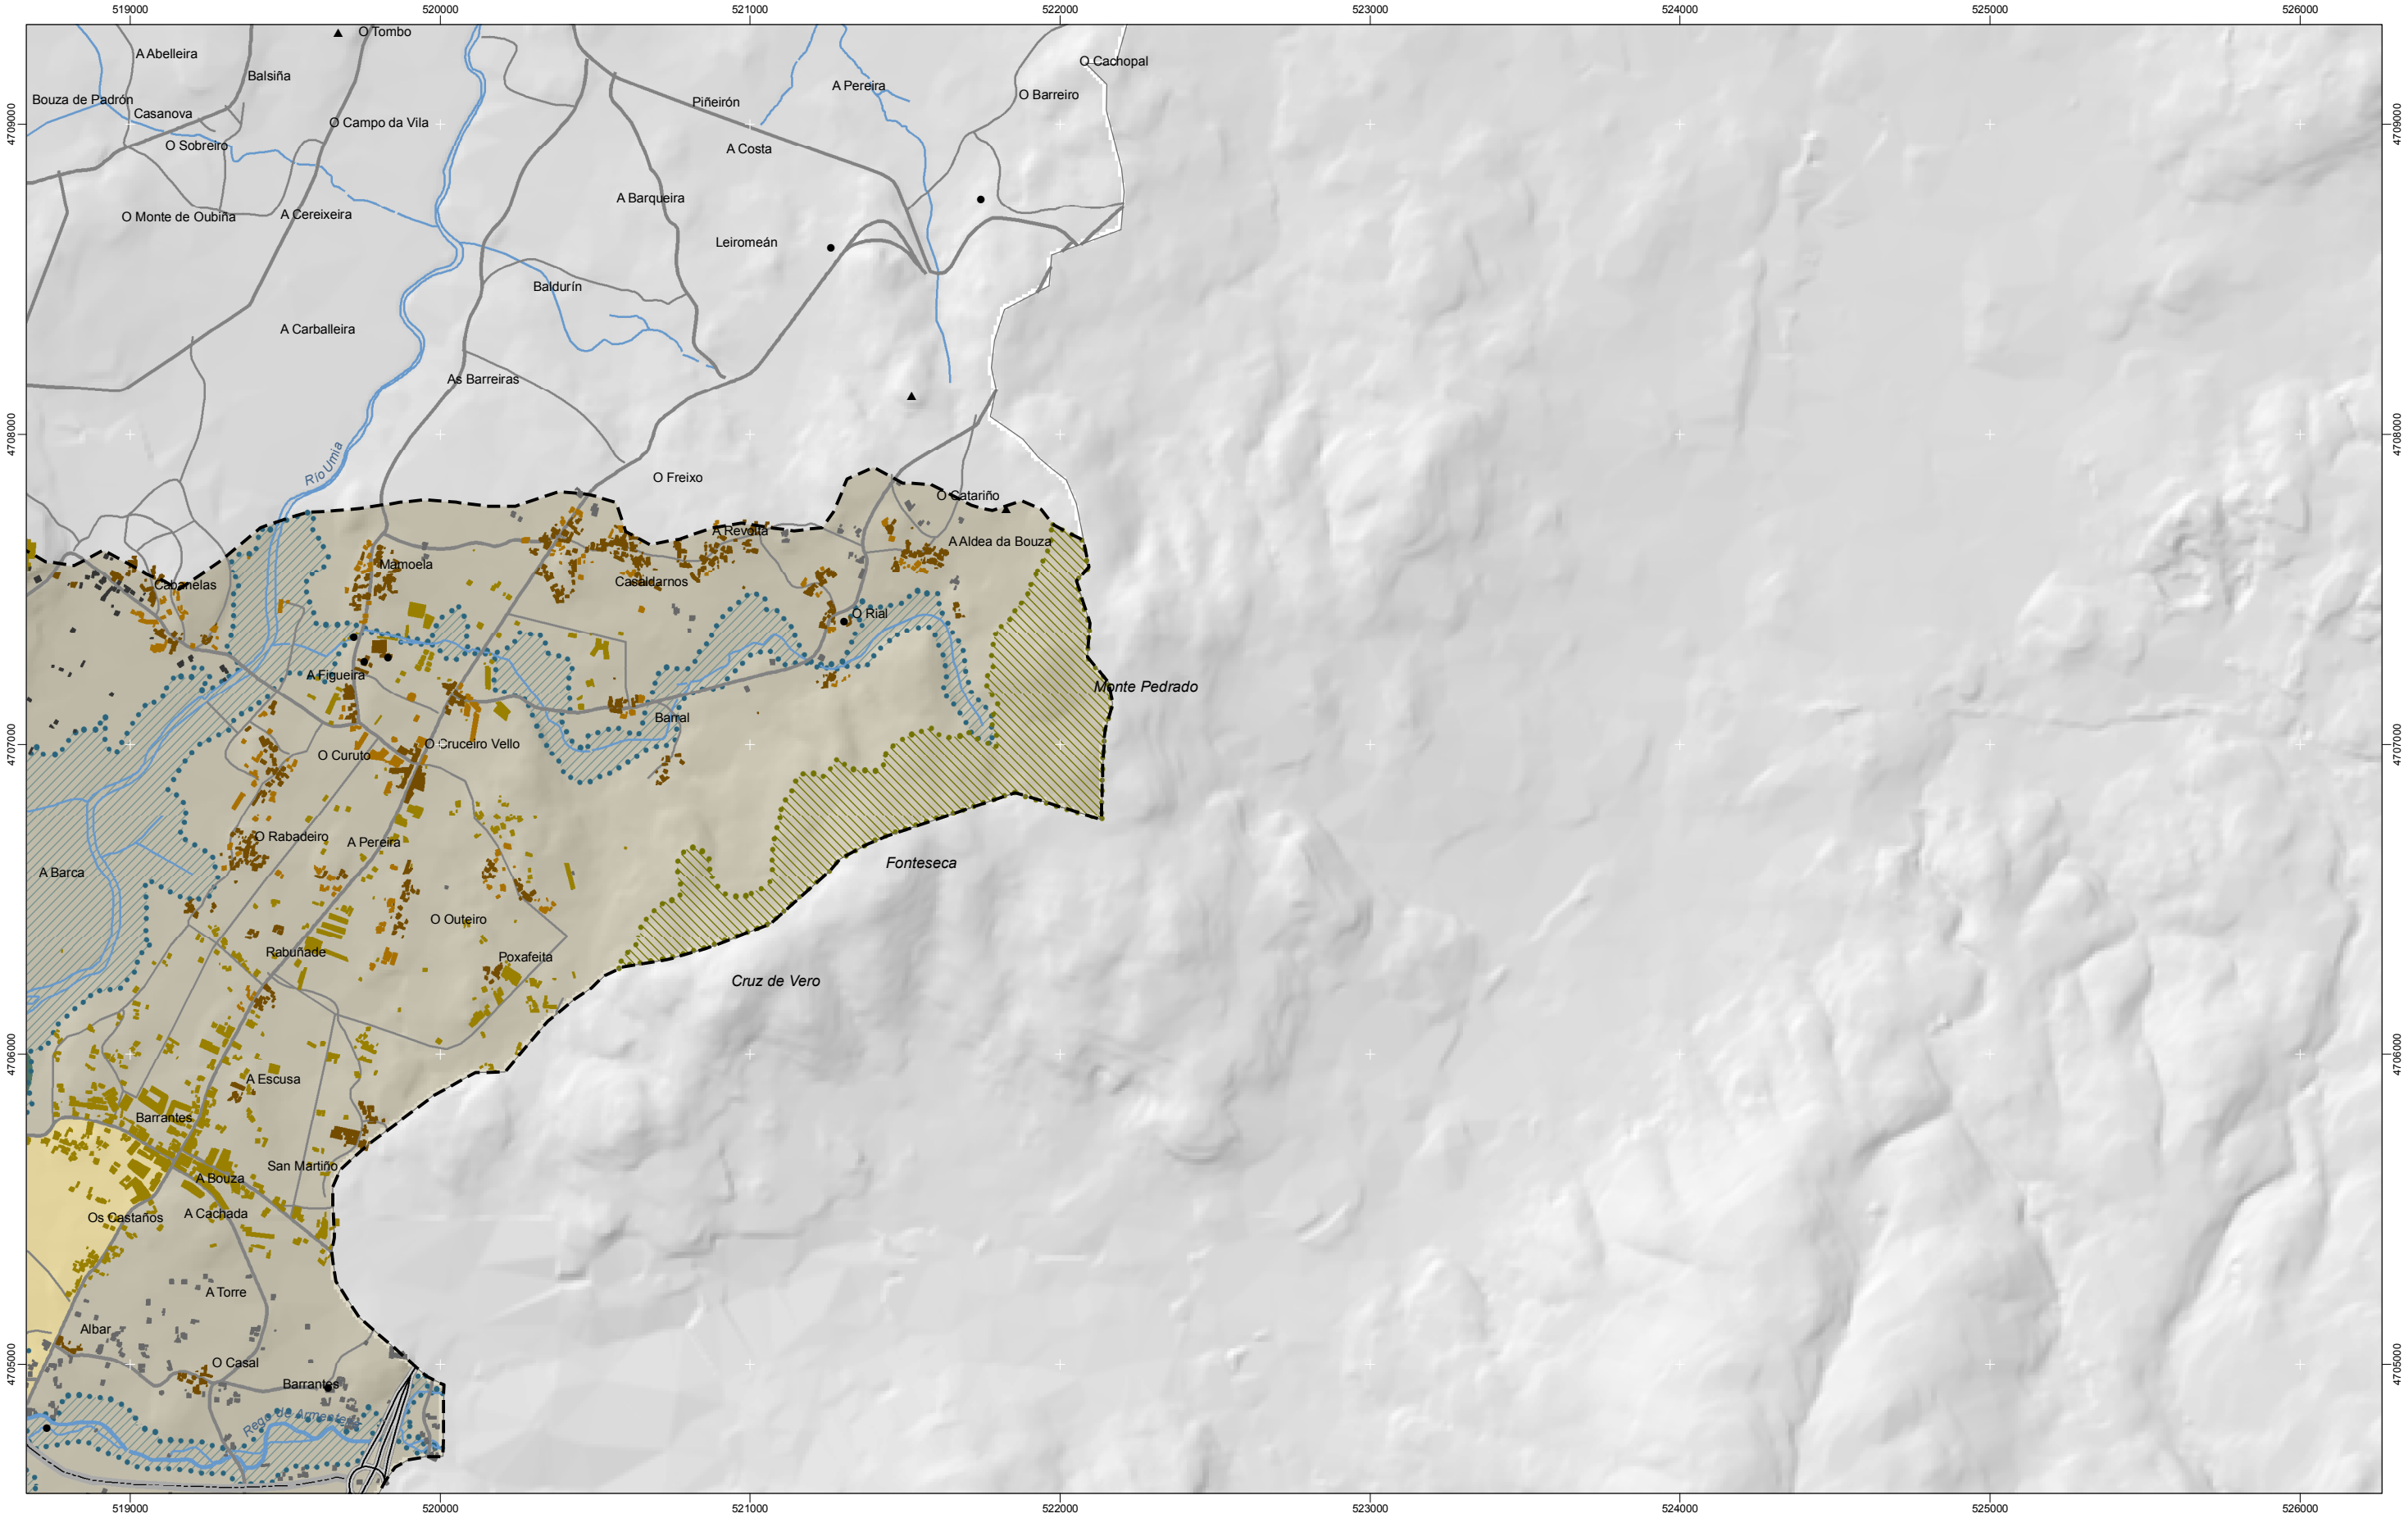 519000 520000 521000 522000 523000 524000 525000 526000
O Tombo
A Abelleira
O Cachopal
Balsiña
A Pereira
O Barreiro
Bouza de Padrón
Piñeirón
Casanova
O Campo da Vila
4709000 4709000
O Sobreiro
A Costa
A Barqueira
O Monte de Oubiña
A Cereixeira
Leiromeán
Baldurín
A Carballeira
As Barreiras
4708000 4708000
Río Umia
O Freixo
O Catariño
A Revolta
A Aldea da Bouza
Mamoela
Casaldarnos
Cabanelas
O Rial
A Figueira
Monte Pedrado
Barral
O Cruceiro Vello
4707000 4707000
O Curuto
O Rabadeiro
A Pereira
Fonteseca
A Barca
O Outeiro
Rabuñade
Poxafeita
Cruz de Vero
4706000 4706000
A Escusa
Barrantes
San Martiño
A Bouza
A Cachada
Os Castaños
A Torre
Albar
O Casal
4705000 4705000
Barrantes
Rego de Armenteira
519000 520000 521000 522000 523000 524000 525000 526000